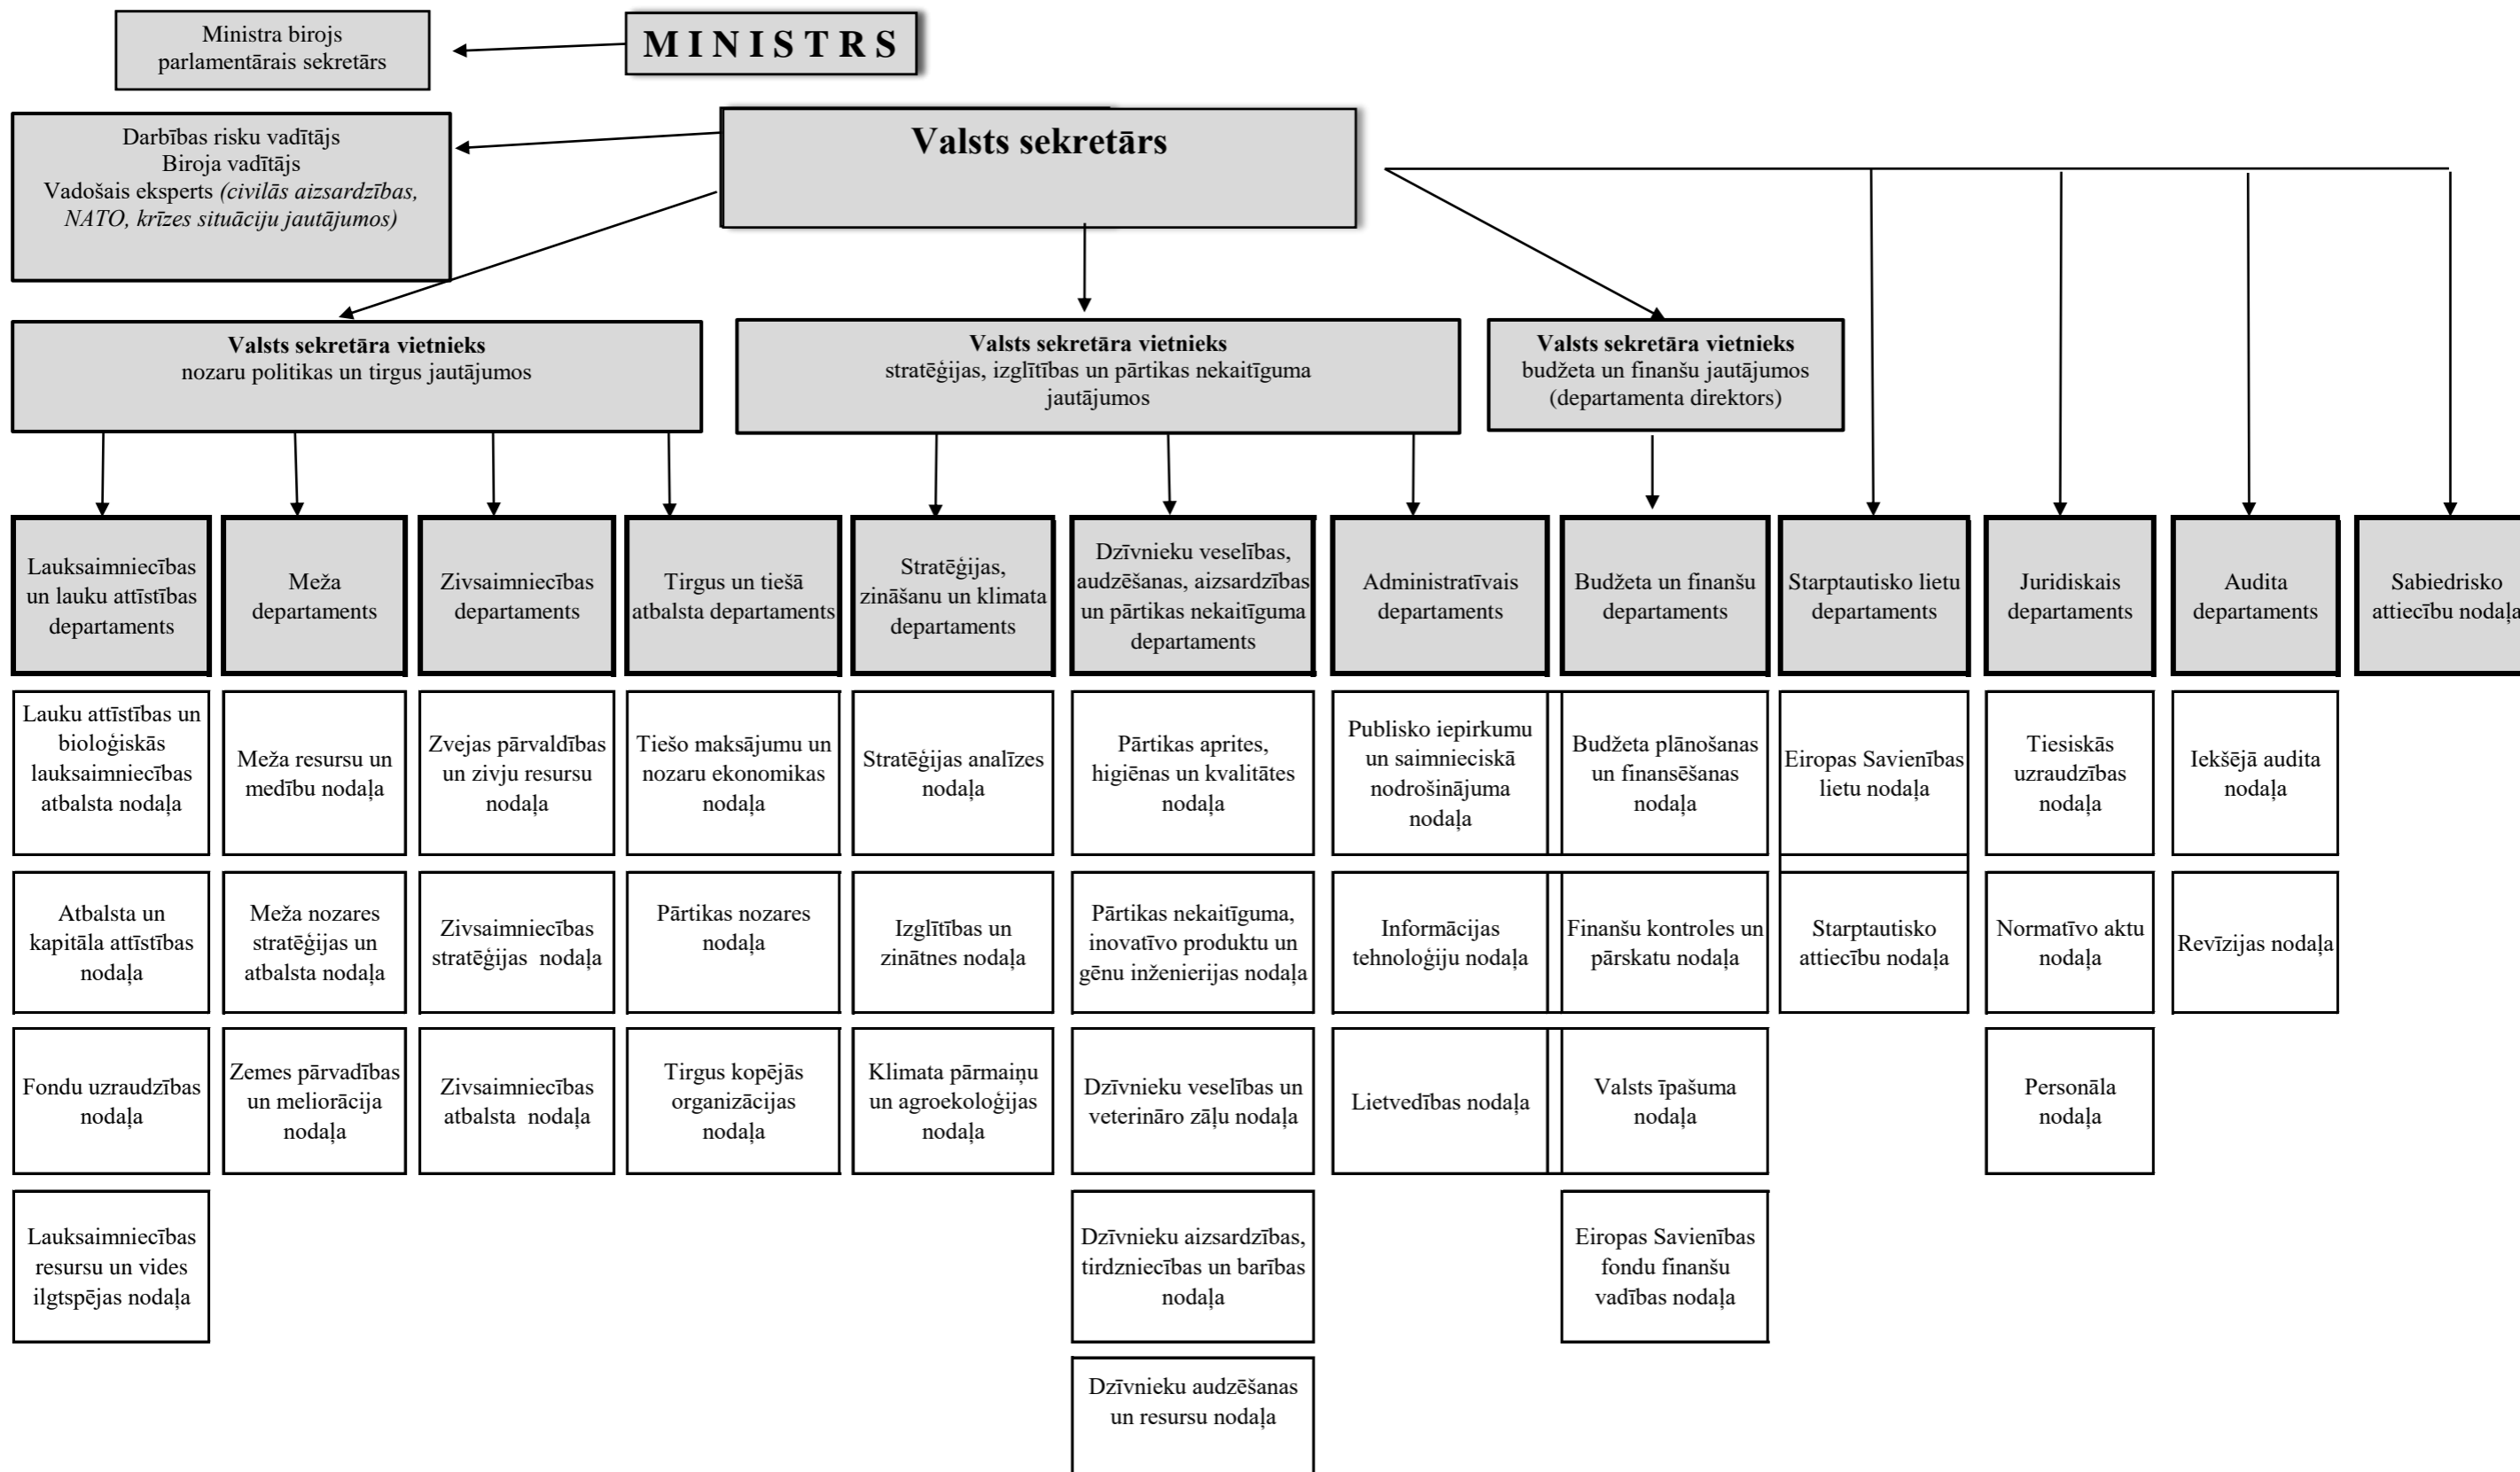 Ministra birojs
parlamentārais sekretārs
M I N I S T R S
Valsts sekretārs
Darbības risku vadītājs
Biroja vadītājs
Vadošais eksperts (civilās aizsardzības,
NATO, krīzes situāciju jautājumos)
Valsts sekretāra vietnieks
nozaru politikas un tirgus jautājumos
Valsts sekretāra vietnieks
stratēģijas, izglītības un pārtikas nekaitīguma
jautājumos
Valsts sekretāra vietnieks
budžeta un finanšu jautājumos
(departamenta direktors)
Lauksaimniecības
un lauku attīstības
departaments
Meža
departaments
Zivsaimniecības
departaments
Tirgus un tiešā
atbalsta departaments
Stratēģijas,
zināšanu un klimata
departaments
Dzīvnieku veselības,
audzēšanas, aizsardzības
un pārtikas nekaitīguma
departaments
Administratīvais
departaments
Budžeta un finanšu
departaments
Starptautisko lietu
departaments
Juridiskais
departaments
Audita
departaments
Sabiedrisko
attiecību nodaļa
Lauku attīstības un
bioloģiskās
lauksaimniecības
atbalsta nodaļa
Meža resursu un
medību nodaļa
Zvejas pārvaldības
un zivju resursu
nodaļa
Tiešo maksājumu un
nozaru ekonomikas
nodaļa
Stratēģijas analīzes
nodaļa
Pārtikas aprites,
higiēnas un kvalitātes
nodaļa
Publisko iepirkumu
un saimnieciskā
nodrošinājuma
nodaļa
Budžeta plānošanas
un finansēšanas
nodaļa
Eiropas Savienības
lietu nodaļa
Tiesiskās
uzraudzības
nodaļa
Iekšējā audita
nodaļa
Atbalsta un
kapitāla attīstības
nodaļa
Meža nozares
stratēģijas un
atbalsta nodaļa
Zivsaimniecības
stratēģijas nodaļa
Pārtikas nozares
nodaļa
Izglītības un
zinātnes nodaļa
Pārtikas nekaitīguma,
inovatīvo produktu un
gēnu inženierijas nodaļa
Informācijas
tehnoloģiju nodaļa
Finanšu kontroles un
pārskatu nodaļa
Starptautisko
attiecību nodaļa
Normatīvo aktu
nodaļa
Revīzijas nodaļa
Fondu uzraudzības
nodaļa
Zemes pārvadības
un meliorācija
nodaļa
Zivsaimniecības
atbalsta nodaļa
Tirgus kopējās
organizācijas
nodaļa
Klimata pārmaiņu
un agroekoloģijas
nodaļa
Dzīvnieku veselības un
veterināro zāļu nodaļa
Lietvedības nodaļa
Valsts īpašuma
nodaļa
Personāla
nodaļa
Lauksaimniecības
resursu un vides
ilgtspējas nodaļa
Dzīvnieku aizsardzības,
tirdzniecības un barības
nodaļa
Eiropas Savienības
fondu finanšu
vadības nodaļa
Dzīvnieku audzēšanas
un resursu nodaļa